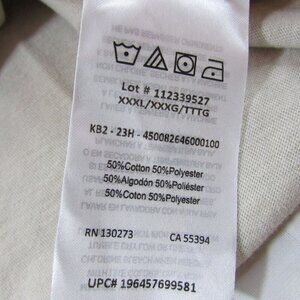 Lot # 112339527
XXXL/XXXG/TTTG
KB2 - 23H - 450082646000100
50%Cotton 50%Polyester
50%Algodón 50%Poliéster
50%Coton 50%Polyester
RN 130273 CA 55394
UPC# 196457699581